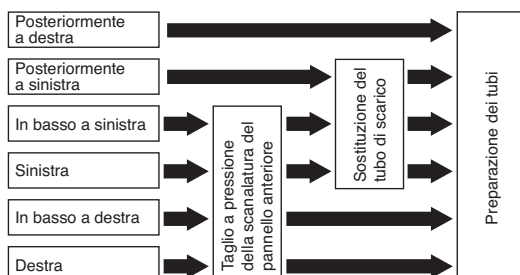 Posteriormente
a destra
Posteriormente
a sinistra
In basso a sinistra
Sinistra
In basso a destra
Destra
Taglio a pressione
della scanalatura del
pannello anteriore
Sostituzione del
tubo di scarico
Preparazione dei tubi